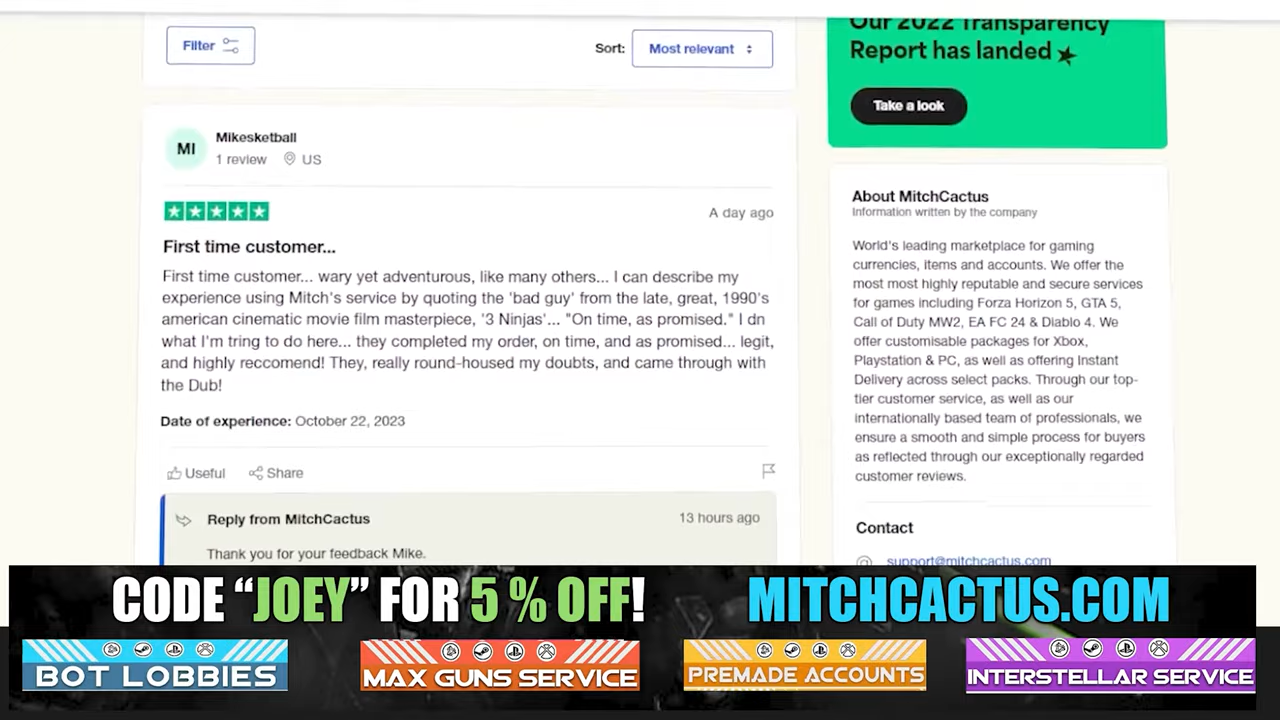 Filter
Sort:
Most relevant
Our 2022 Transparency
Report has landed
Take a look
MI
Mikesketball
1 review
US
A day ago
First time customer...
First time customer... wary yet adventurous, like many others... I can describe my
experience using Mitch's service by quoting the 'bad guy' from the late, great, 1990's
american cinematic movie film masterpiece, '3 Ninjas'... "On time, as promised." I dn
what I'm tring to do here... they completed my order, on time, and as promised... legit,
and highly reccomend! They, really round-housed my doubts, and came through with
the Dub!
Date of experience: October 22, 2023
Useful
Share
Reply from MitchCactus
13 hours ago
Thank you for your feedback Mike.
About MitchCactus
Information written by the company
World's leading marketplace for gaming
currencies, items and accounts. We offer the
most most highly reputable and secure services
for games including Forza Horizon 5, GTA 5,
Call of Duty MW2, EA FC 24 & Diablo 4. We
offer customisable packages for Xbox,
Playstation & PC, as well as offering Instant
Delivery across select packs. Through our top-
tier customer service, as well as our
internationally based team of professionals, we
ensure a smooth and simple process for buyers
as reflected through our exceptionally regarded
customer reviews.
Contact
support@mitchcactus.com
CODE “JOEY” FOR 5 % OFF!
MITCHCACTUS.COM
BOT LOBBIES
MAX GUNS SERVICE
PREMADE ACCOUNTS
INTERSTELLAR SERVICE